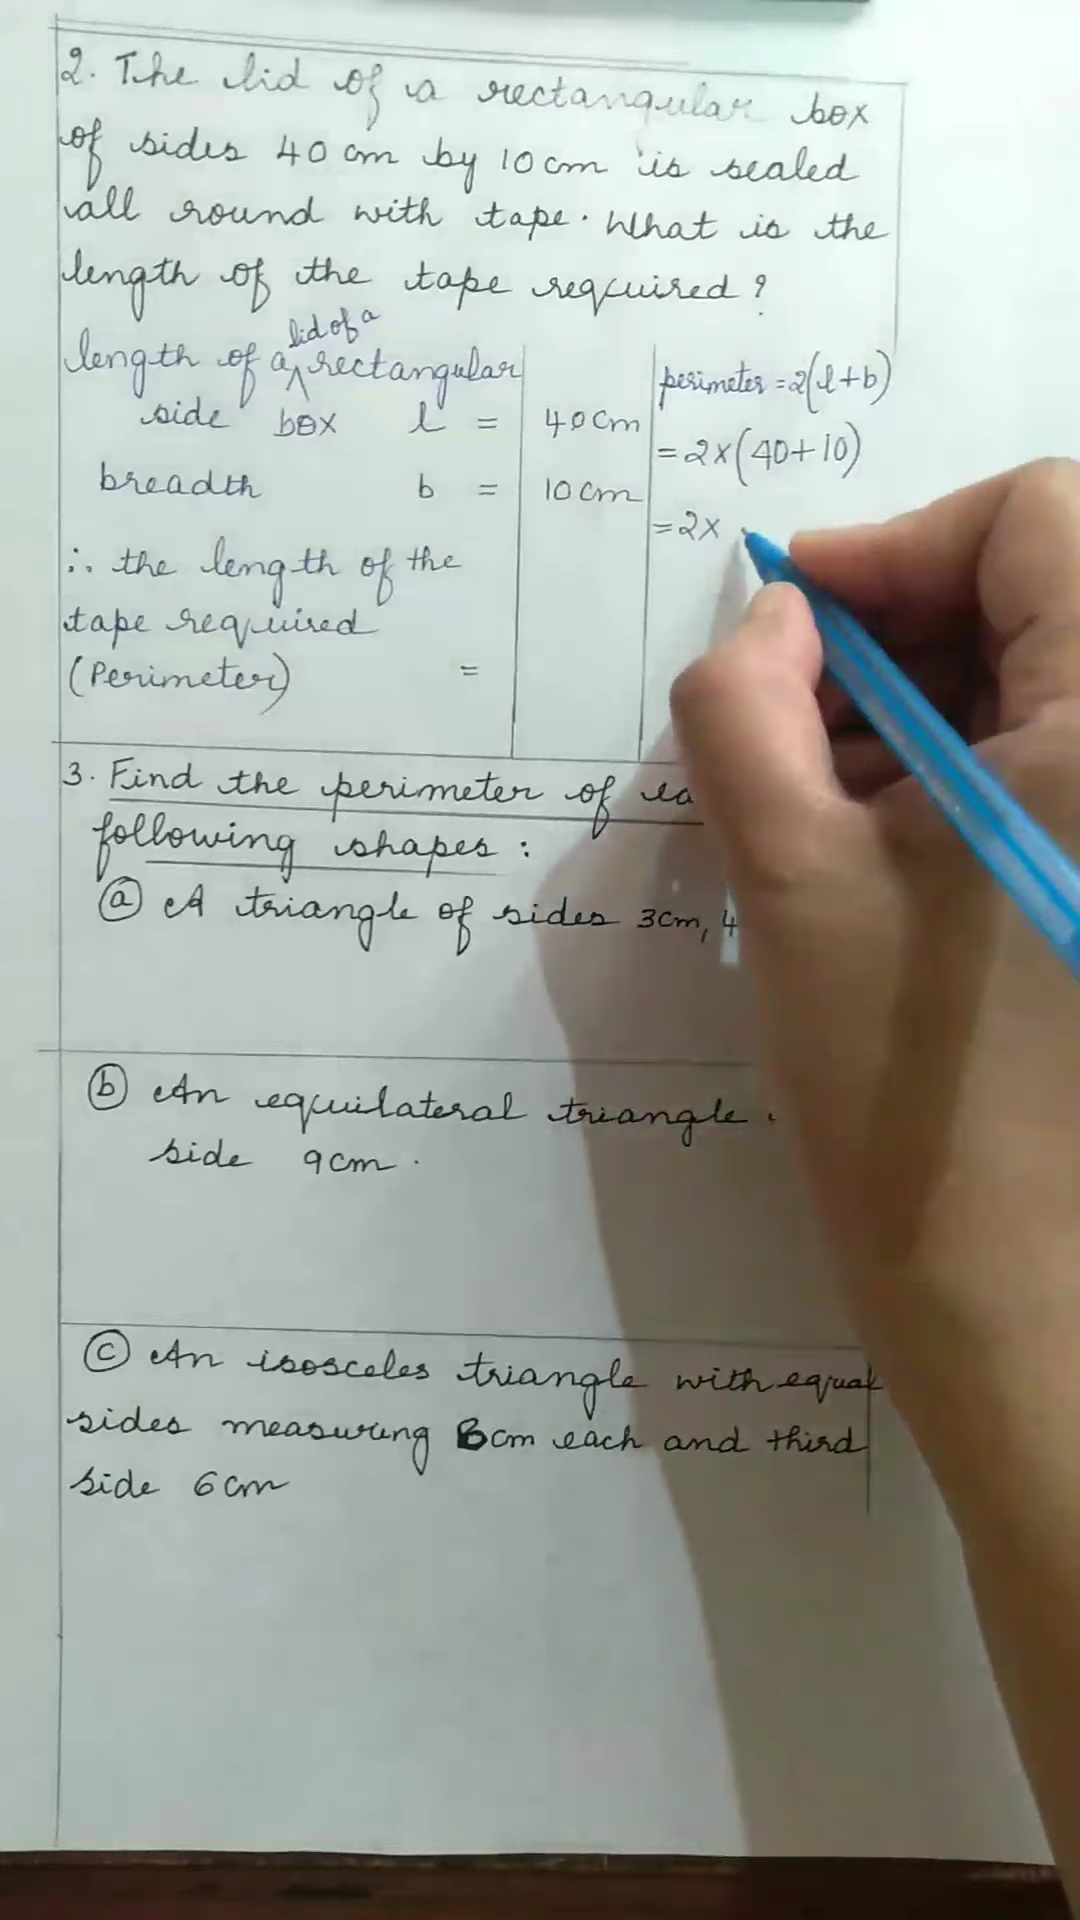 2. The lid of a rectangular box
of sides 40 cm by 10 cm is sealed
all round with tape. What is the
length of the tape required?
lid of a
length of a rectangular
side box l = 40 cm
breadth b = 10 cm
∴ the length of the
tape required
(Perimeter) =
perimeter = 2(l+b)
= 2×(40+10)
= 2×
3. Find the perimeter of
following shapes:
(a) A triangle of sides 3cm, 4
(b) An equilateral triangle
side 9cm.
(c) An isosceles triangle with equal
sides measuring 8cm each and third
side 6cm